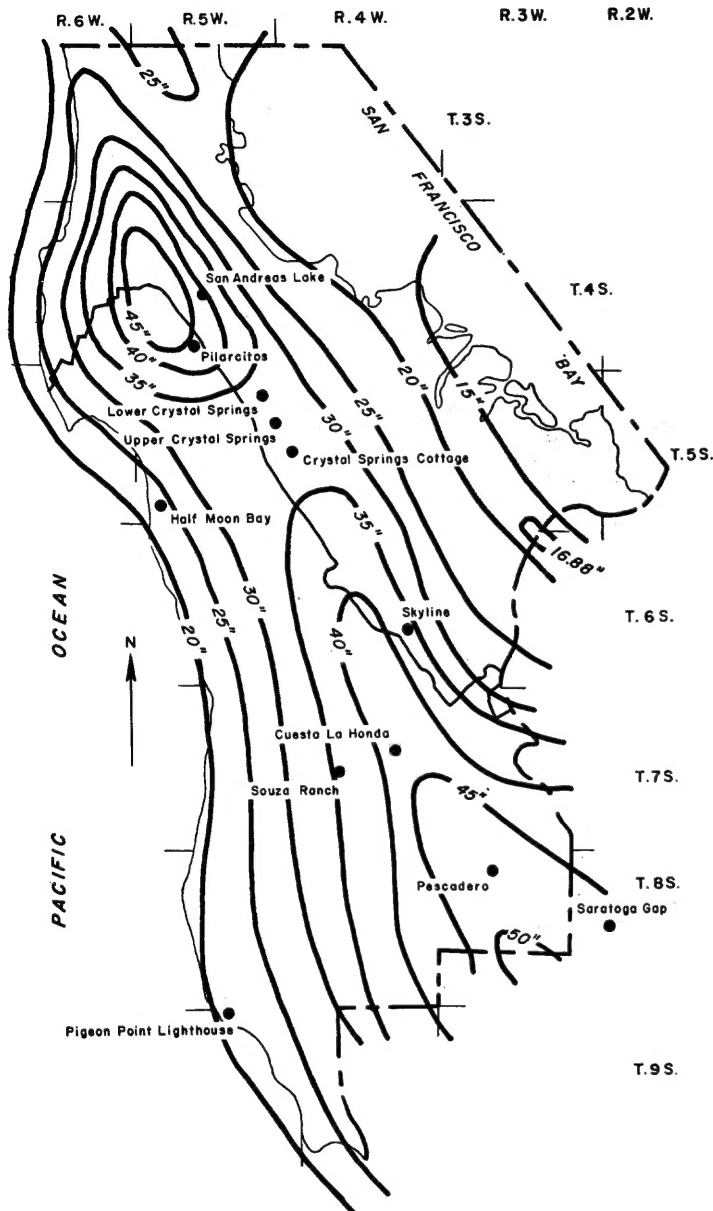 R.6W. R.5W. R.4W. R.3W. R.2W.
25"
SAN
FRANCISCO
BAY
T.3S.
T.4S.
San Andreas Lake
45"
Pilarcitos
40"
35"
20"
15"
Lower Crystal Springs
25"
30"
Upper Crystal Springs
Crystal Springs Cottage
T.5S.
Half Moon Bay
35"
16.88"
OCEAN
N
20"
25"
30"
40"
Skyline
T.6S.
Cuesta La Honda
Souza Ranch
T.7S.
45"
PACIFIC
Pescadero
T.8S.
Saratoga Gap
50"
Pigeon Point Lighthouse
T.9S.